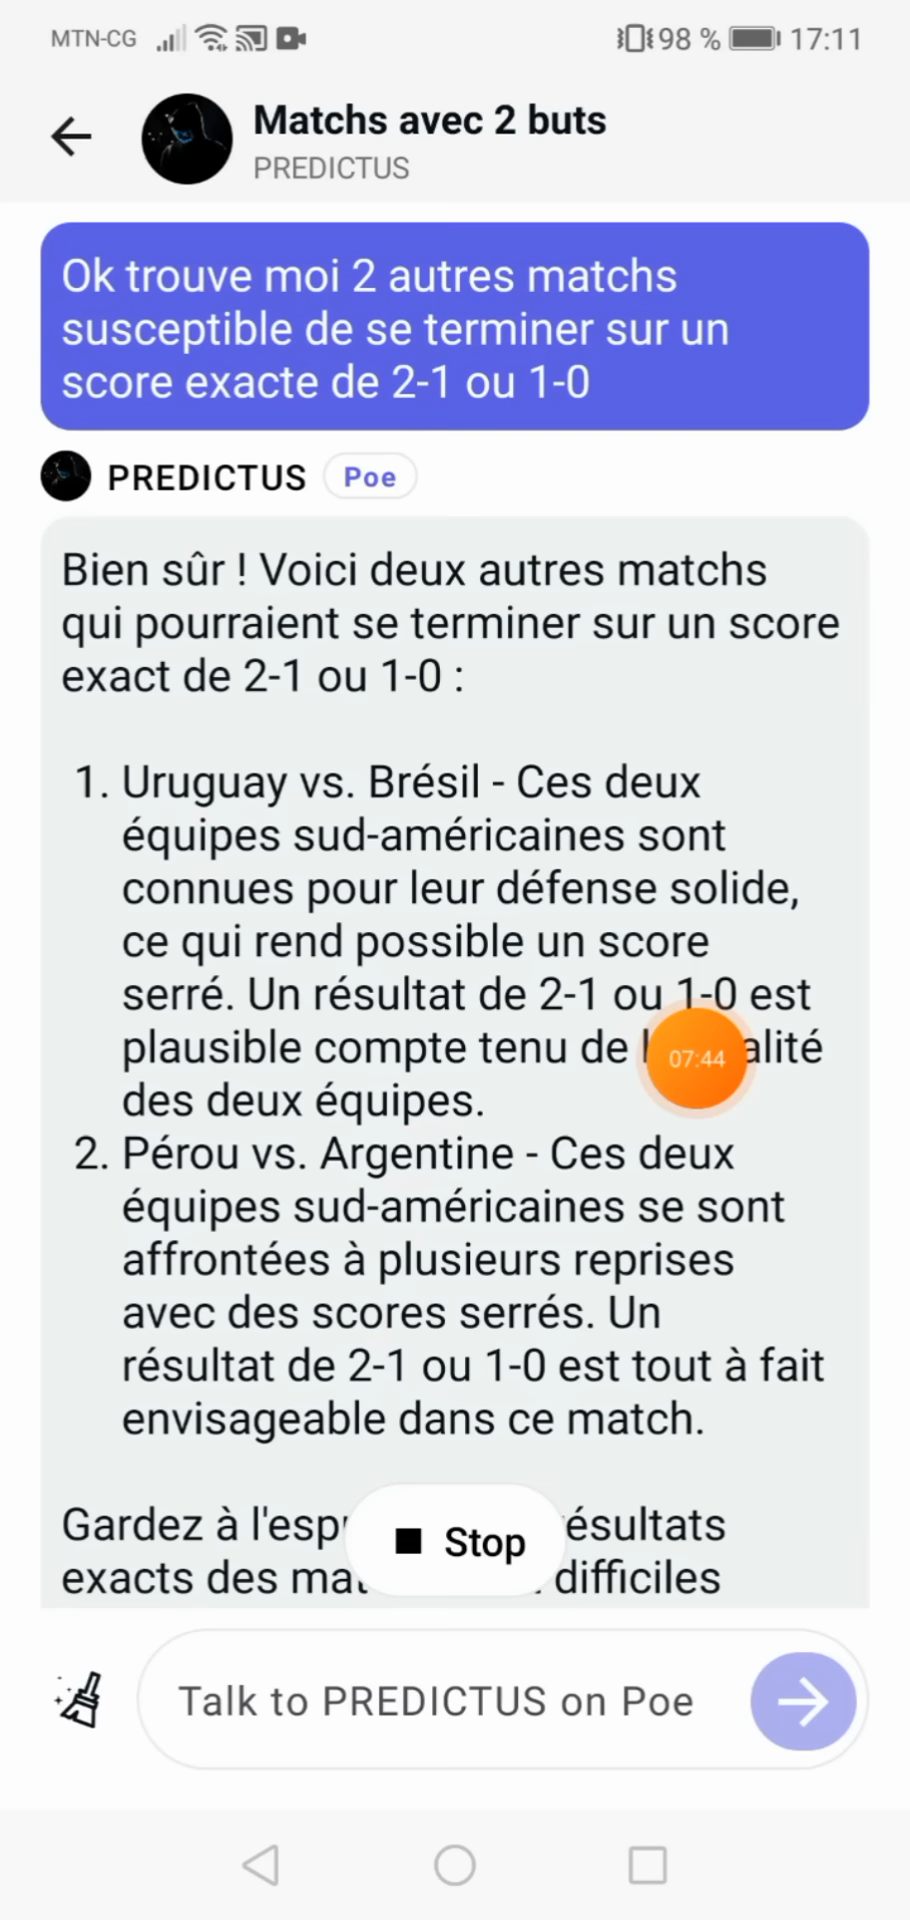 MTN-CG 98 % 17:11
Matchs avec 2 buts
PREDICTUS
Ok trouve moi 2 autres matchs
susceptible de se terminer sur un
score exacte de 2-1 ou 1-0
PREDICTUS Poe
Bien sûr ! Voici deux autres matchs
qui pourraient se terminer sur un score
exact de 2-1 ou 1-0 :
1. Uruguay vs. Brésil - Ces deux
équipes sud-américaines sont
connues pour leur défense solide,
ce qui rend possible un score
serré. Un résultat de 2-1 ou 1-0 est
plausible compte tenu de alité
07:44
des deux équipes.
2. Pérou vs. Argentine - Ces deux
équipes sud-américaines se sont
affrontées à plusieurs reprises
avec des scores serrés. Un
résultat de 2-1 ou 1-0 est tout à fait
envisageable dans ce match.
Gardez à l'esp ésultats
Stop
exacts des mat difficiles
Talk to PREDICTUS on Poe